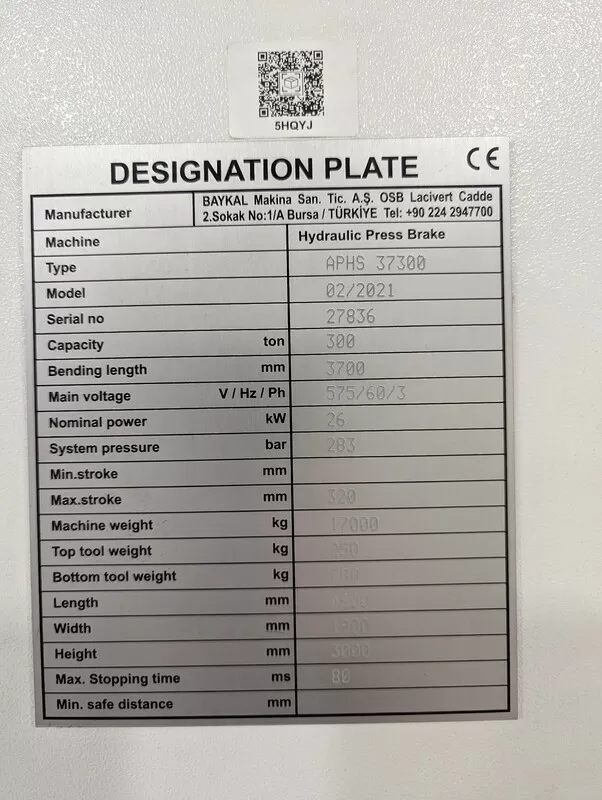 5HQYJ
DESIGNATION PLATE CE
Manufacturer BAYKAL Makina San. Tic. A.Ş. OSB Lacivert Cadde
2.Sokak No:1/A Bursa / TÜRKİYE Tel: +90 224 2947700
Machine Hydraulic Press Brake
Type APHS 37300
Model 02/2021
Serial no 27836
Capacity ton 300
Bending length mm 3700
Main voltage V / Hz / Ph 575/60/3
Nominal power kW 26
System pressure bar 283
Min.stroke mm
Max.stroke mm 320
Machine weight kg 17000
Top tool weight kg
Bottom tool weight kg
Length mm
Width mm
Height mm 3000
Max. Stopping time ms 80
Min. safe distance mm